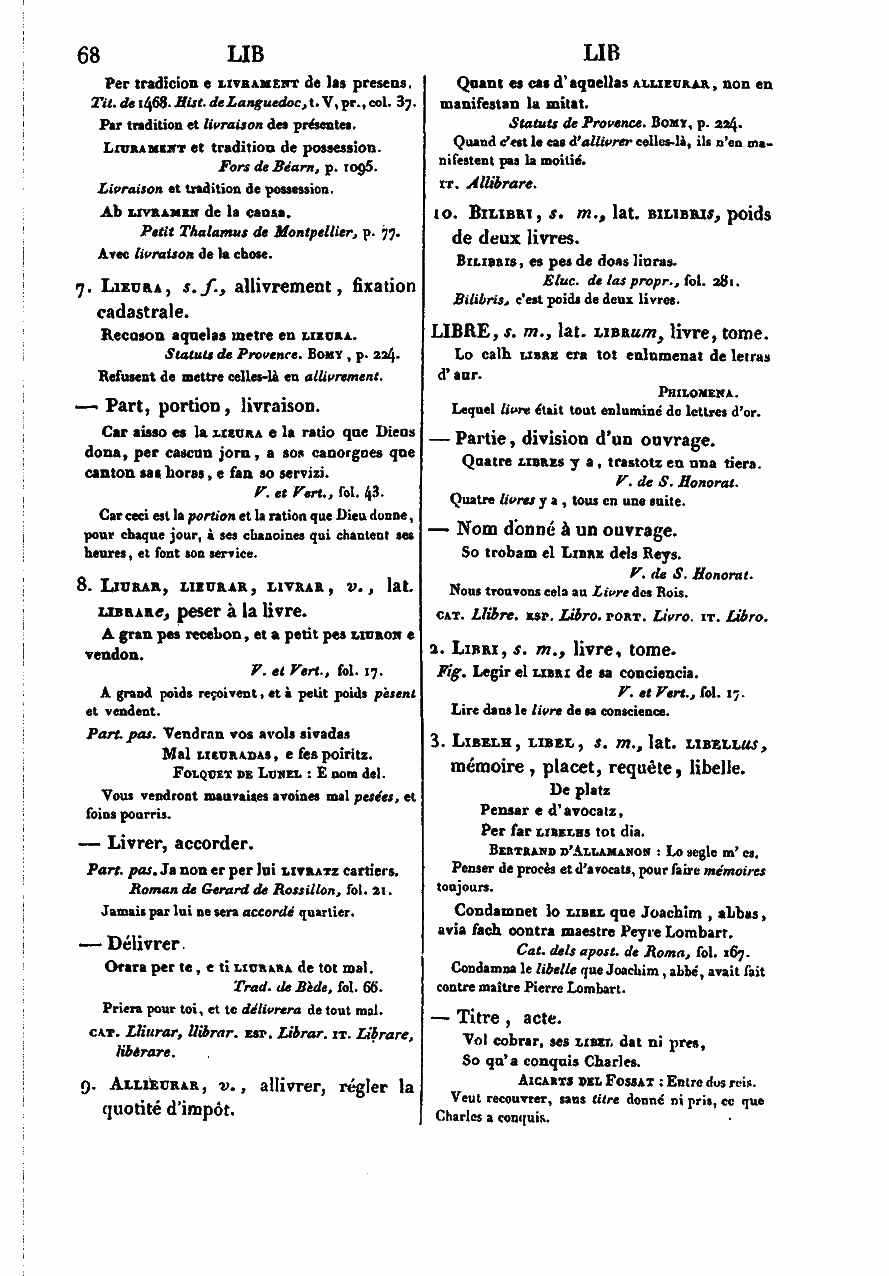 68 LIB LIB
Per tradicion e LIVRAMENT de las presens.
Tit. de 1468. Hist. de Languedoc, t. V, pr., col. 37.
Par tradition et livraison des présentes.
LIURAMENT et tradition de possession.
Fors de Béarn, p. 1095.
Livraison et tradition de possession.
Ab LIVRAMEN de la causa.
Petit Thalamus de Montpellier, p. 77.
Avec livraison de la chose.
7. LIEURA, s. f., allivrement, fixation
cadastrale.
Recuson aquelas metre en LIEURA.
Statuts de Provence. BOMY, p. 224.
Refusent de mettre celles-là en allivrement.
— Part, portion, livraison.
Car aisso es la LIEURA e la ratio que Dieus
dona, per cascun jorn, a sos canorgues que
canton sas horas, e fan so servizi.
V. et Vert., fol. 43.
Car ceci est la portion et la ration que Dieu donne,
pour chaque jour, à ses chanoines qui chantent ses
heures, et font son service.
8. LIURAR, LIEURAR, LIVRAR, v., lat.
LIBRARe, peser à la livre.
A gran pes recebon, et a petit pes LIURON e
vendon.
V. et Vert., fol. 17.
A grand poids reçoivent, et à petit poids pèsent
et vendent.
Part. pas. Vendran vos avols sivadas
Mal LIEURADAS, e fes poiritz.
FOLQUET DE LUNEL : E nom del.
Vous vendront mauvaises avoines mal pesées, et
foins pourris.
— Livrer, accorder.
Part. pas. Ja non er per lui LIVRATZ cartiers.
Roman de Gerard de Rossillon, fol. 21.
Jamais par lui ne sera accordé quartier.
— Délivrer.
Orara per te, e ti LIURARA de tot mal.
Trad. de Bède, fol. 66.
Priera pour toi, et te délivrera de tout mal.
CAT. Lliurar, llibrar. ESP. Librar. IT. Librare,
liberare.
9. ALLIEURAR, v., allivrer, régler la
quotité d'impôt.
Quant es cas d'aquellas ALLIEURAR, non en
manifestan la mitat.
Statuts de Provence. BOMY, p. 224.
Quand c'est le cas d'allivrer celles-là, ils n'en ma-
nifestent pas la moitié.
IT. Allibrare.
10. BILIBRI, s. m., lat. BILIBRIS, poids
de deux livres.
BILIBRIS, es pes de doas liuras.
Eluc. de las propr., fol. 281.
Bilibris, c'est poids de deux livres.
LIBRE, s. m., lat. LIBRum, livre, tome.
Lo calh LIBRE era tot enlumenat de letras
d'aur.
PHILOMENA.
Lequel livre était tout enluminé de lettres d'or.
— Partie, division d'un ouvrage.
Quatre LIBRES y a, trastotz en una tiera.
V. de S. Honorat.
Quatre livres y a, tous en une suite.
— Nom donné à un ouvrage.
So trobam el LIBRE dels Reys.
V. de S. Honorat.
Nous trouvons cela au Livre des Rois.
CAT. Llibre. ESP. Libro. PORT. Livro. IT. Libro.
2. LIBRI, s. m., livre, tome.
Fig. Legir el LIBRI de sa conciencia.
V. et Vert., fol. 17.
Lire dans le livre de sa conscience.
3. LIBELH, LIBEL, s. m., lat. LIBELLus,
mémoire, placet, requête, libelle.
De platz
Pensar e d'avocatz,
Per far LIBELHS tot dia.
BERTRAND D'ALLAMANON : Lo segle m'es.
Penser de procès et d'avocats, pour faire mémoires
toujours.
Condamnet lo LIBEL que Joachim, abbas,
avia fach contra maestre Peyre Lombart.
Cat. dels apost. de Roma, fol. 167.
Condamna le libelle que Joachim, abbé, avait fait
contre maître Pierre Lombart.
— Titre, acte.
Vol cobrar, ses LIBEL dat ni pres,
So qu'a conquis Charles.
AICARTS DEL FOSSAT : Entre dos reis.
Veut recouvrer, sans titre donné ni pris, ce que
Charles a conquis.